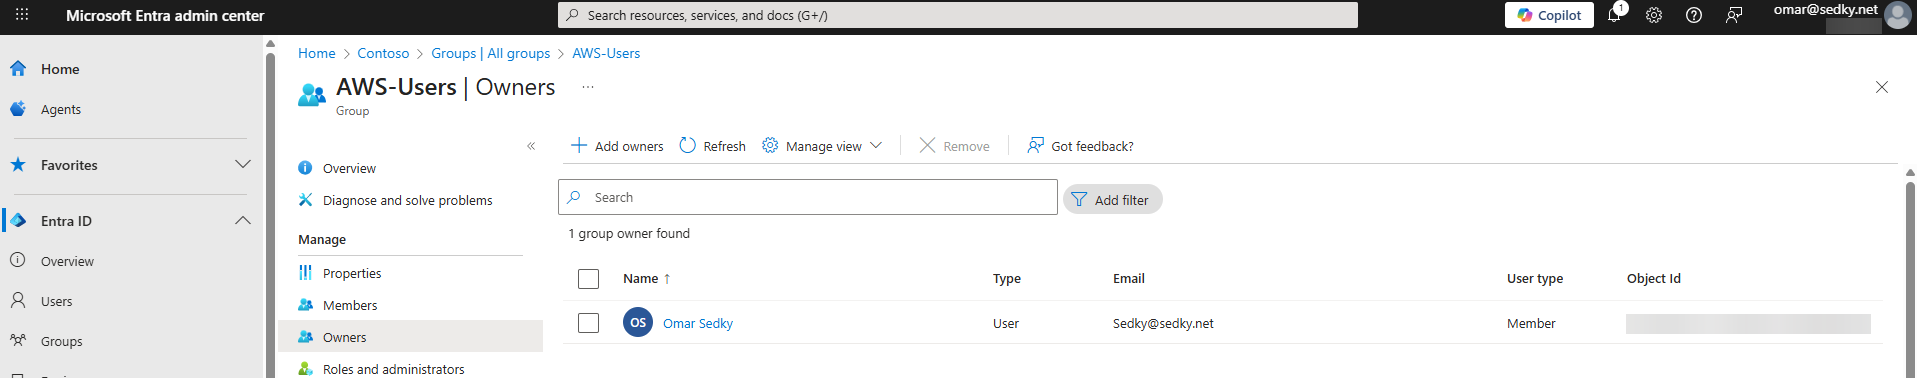 Microsoft Entra admin center
Search resources, services, and docs (G+/)
Copilot
1
omar@sedky.net
Home
Agents
Favorites
Entra ID
Overview
Users
Groups
Home > Contoso > Groups | All groups > AWS-Users
AWS-Users | Owners ...
Group
«
Overview
Diagnose and solve problems
Manage
Properties
Members
Owners
Roles and administrators
Add owners Refresh Manage view Remove Got feedback?
Search
Add filter
1 group owner found
Name ↑ Type Email User type Object Id
OS Omar Sedky User Sedky@sedky.net Member